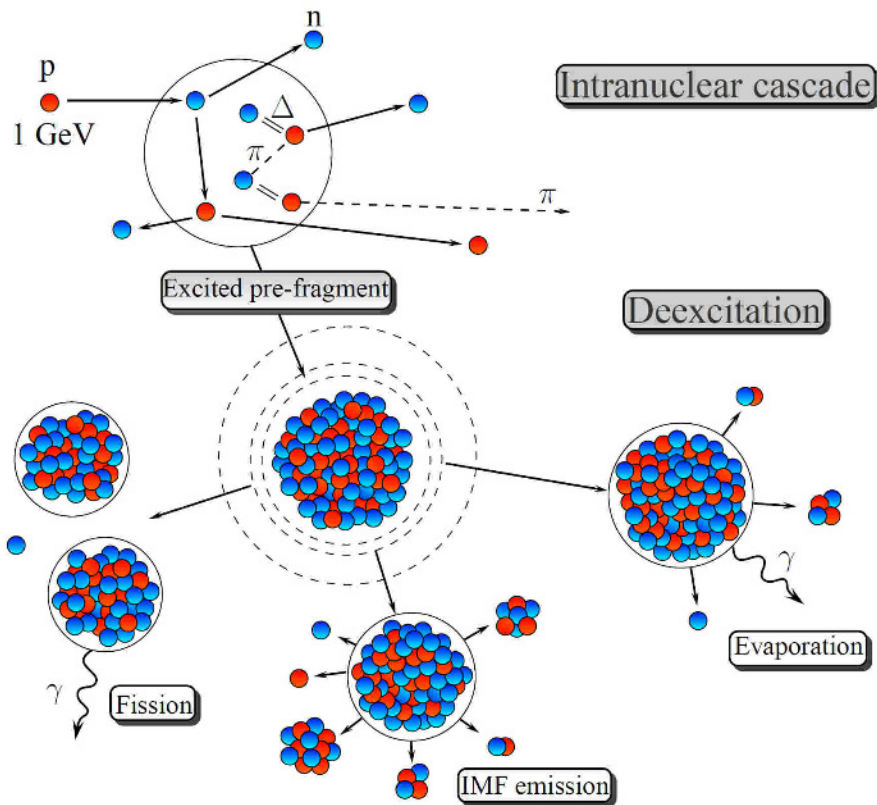 n
p
Intranuclear cascade
Δ
1 GeV
π
π
Excited pre-fragment
Deexcitation
γ
Evaporation
γ
Fission
IMF emission